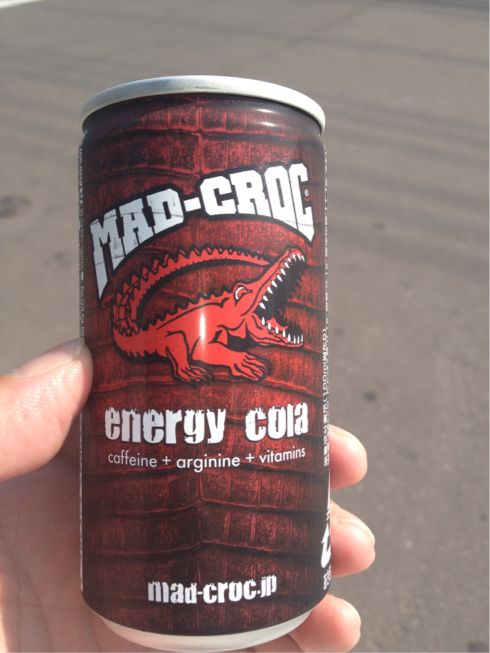 MAD-CROC®
energy cola
caffeine + arginine + vitamins
mad-croc.jp